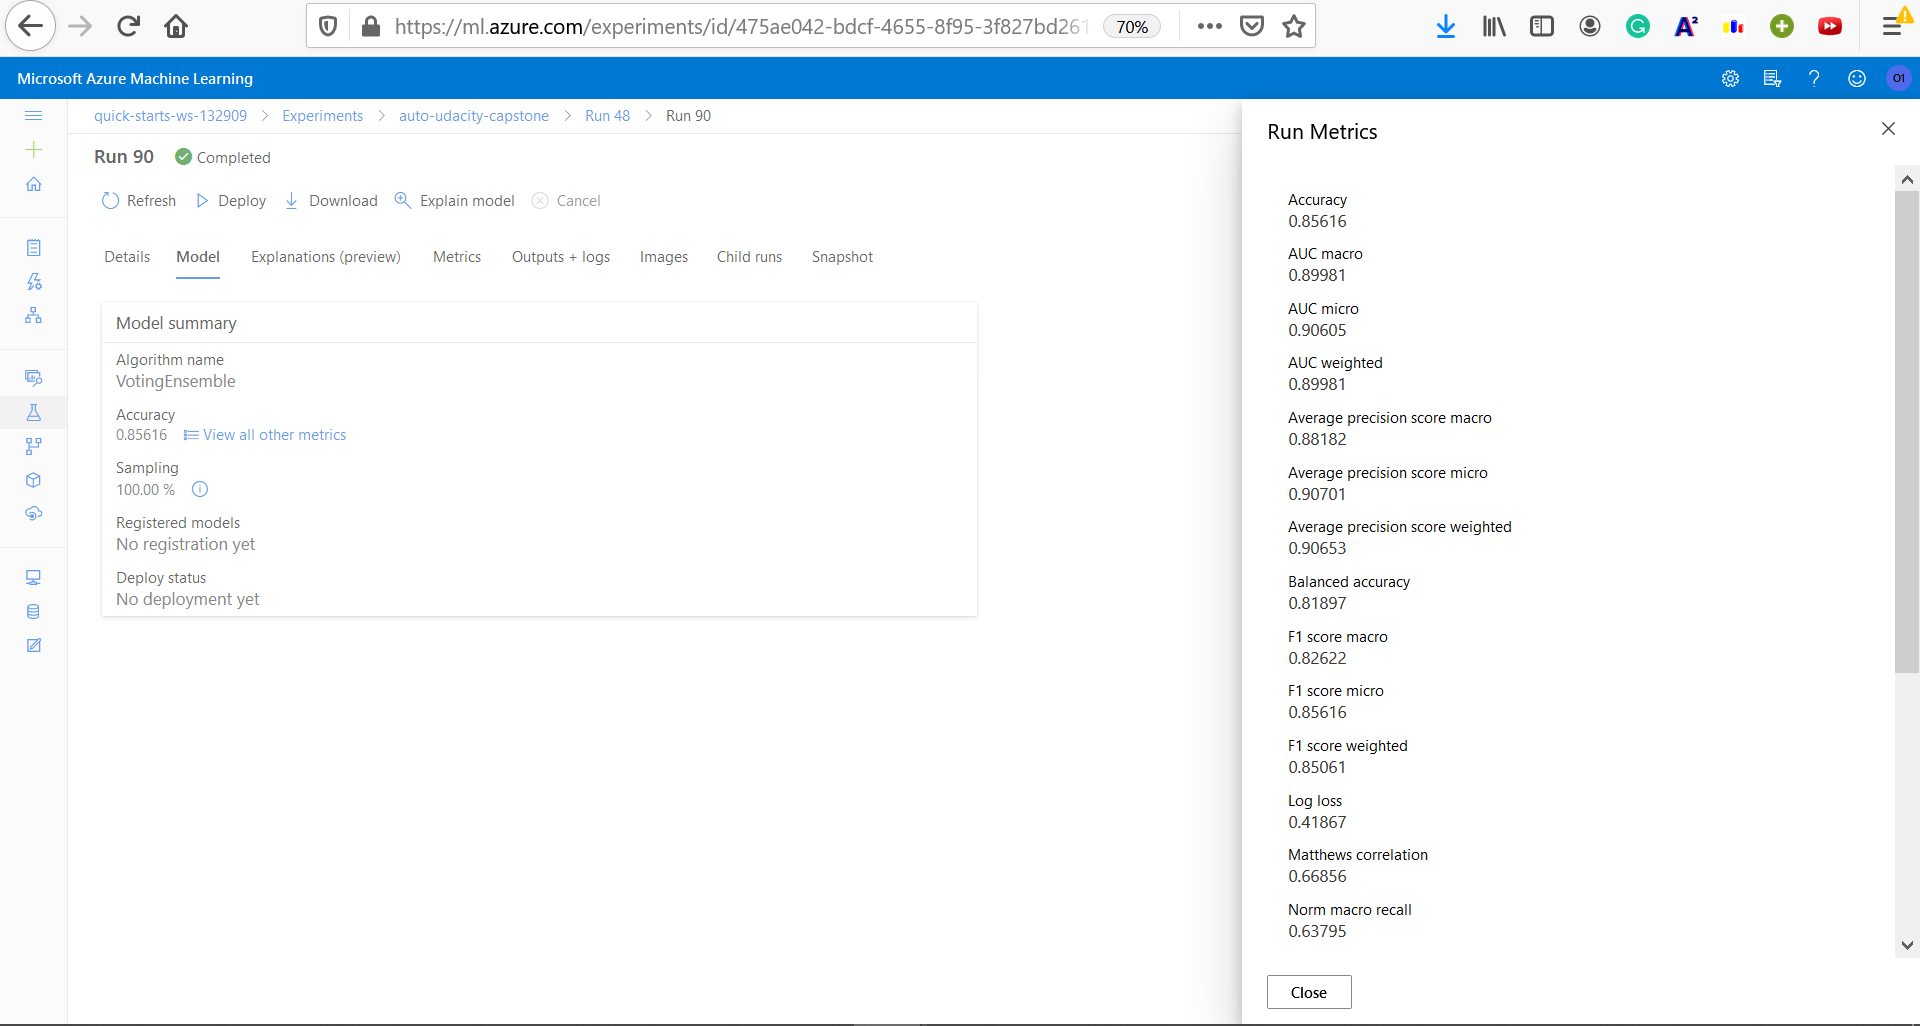 https://ml.azure.com/experiments/id/475ae042-bdcf-4655-8f95-3f827bd261
70%
Microsoft Azure Machine Learning
O1
quick-starts-ws-132909 > Experiments > auto-udacity-capstone > Run 48 > Run 90
Run 90 Completed
Refresh Deploy Download Explain model Cancel
Details Model Explanations (preview) Metrics Outputs + logs Images Child runs Snapshot
Model summary
Algorithm name
VotingEnsemble
Accuracy
0.85616 View all other metrics
Sampling
100.00 %
Registered models
No registration yet
Deploy status
No deployment yet
Run Metrics
Accuracy
0.85616
AUC macro
0.89981
AUC micro
0.90605
AUC weighted
0.89981
Average precision score macro
0.88182
Average precision score micro
0.90701
Average precision score weighted
0.90653
Balanced accuracy
0.81897
F1 score macro
0.82622
F1 score micro
0.85616
F1 score weighted
0.85061
Log loss
0.41867
Matthews correlation
0.66856
Norm macro recall
0.63795
Close